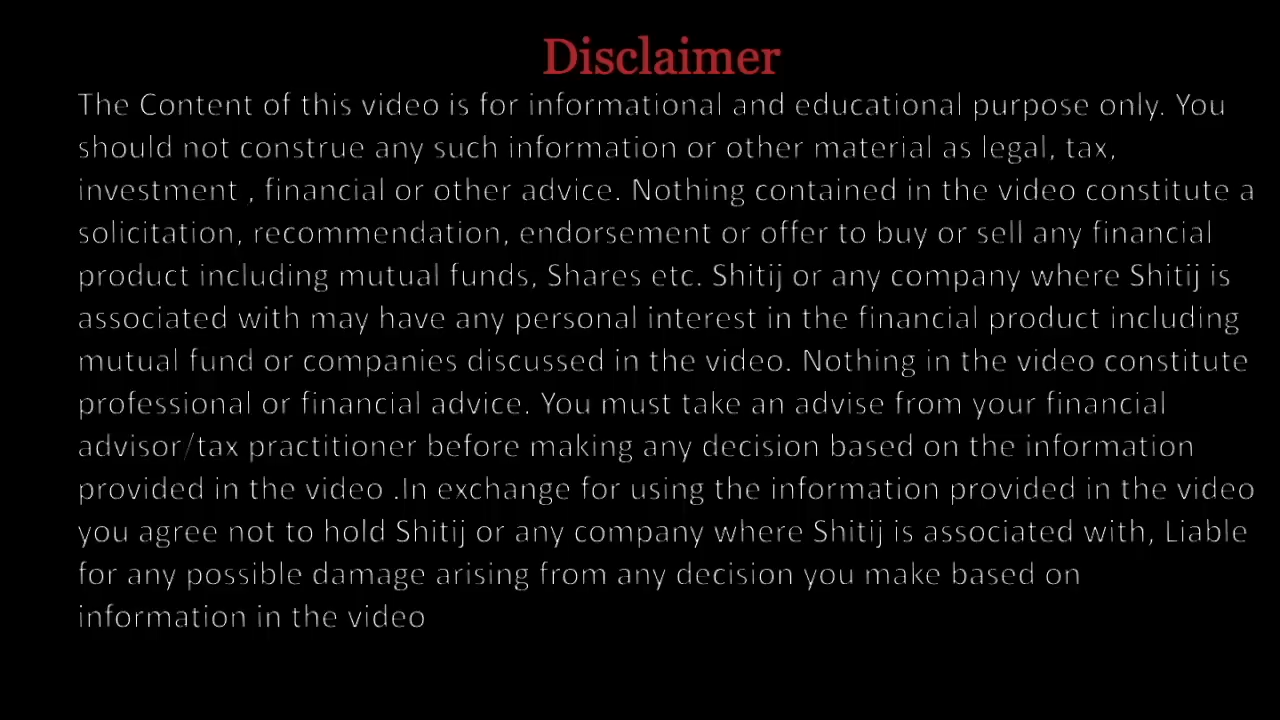 Disclaimer
The Content of this video is for informational and educational purpose only. You
should not construe any such information or other material as legal, tax,
investment , financial or other advice. Nothing contained in the video constitute a
solicitation, recommendation, endorsement or offer to buy or sell any financial
product including mutual funds, Shares etc. Shitij or any company where Shitij is
associated with may have any personal interest in the financial product including
mutual fund or companies discussed in the video. Nothing in the video constitute
professional or financial advice. You must take an advise from your financial
advisor/tax practitioner before making any decision based on the information
provided in the video .In exchange for using the information provided in the video
you agree not to hold Shitij or any company where Shitij is associated with, Liable
for any possible damage arising from any decision you make based on
information in the video